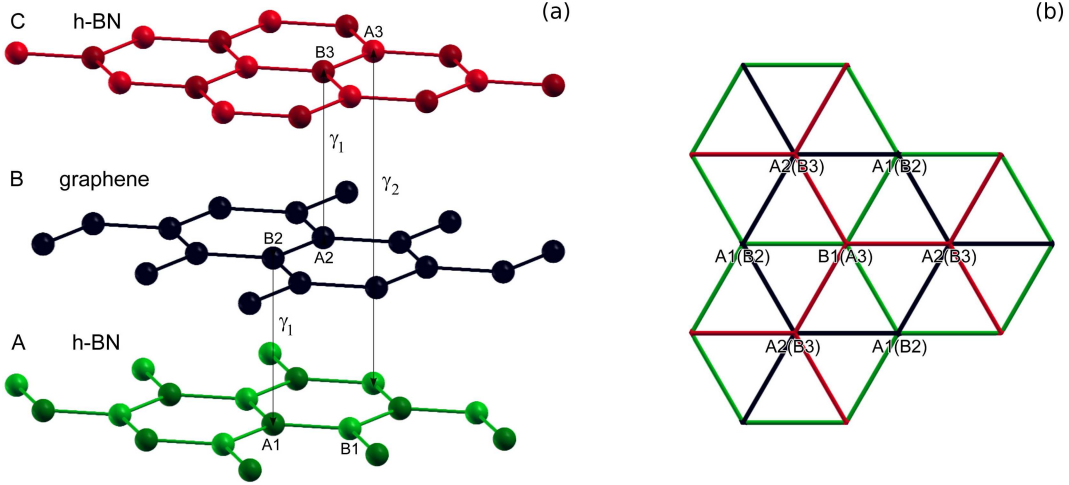 C h-BN (a)
A3
B3
γ1
γ2
B graphene
B2
A2
γ1
A h-BN
A1
B1
(b)
A2(B3)
A1(B2)
A1(B2)
B1(A3)
A2(B3)
A2(B3)
A1(B2)